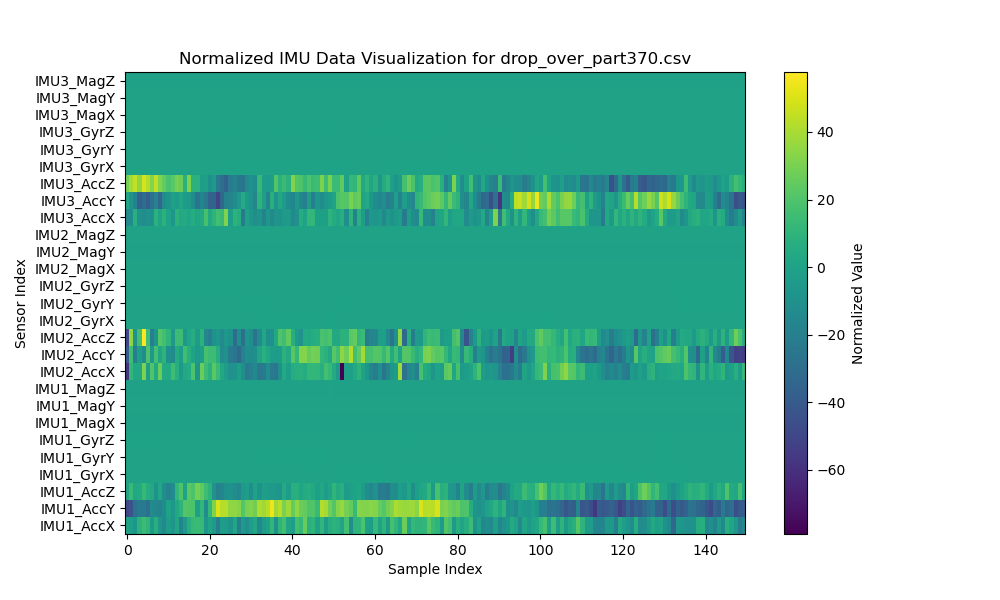 Normalized IMU Data Visualization for drop_over_part370.csv
IMU3_MagZ
IMU3_MagY
IMU3_MagX
IMU3_GyrZ
IMU3_GyrY
IMU3_GyrX
IMU3_AccZ
IMU3_AccY
IMU3_AccX
IMU2_MagZ
IMU2_MagY
IMU2_MagX
IMU2_GyrZ
IMU2_GyrY
IMU2_GyrX
IMU2_AccZ
IMU2_AccY
IMU2_AccX
IMU1_MagZ
IMU1_MagY
IMU1_MagX
IMU1_GyrZ
IMU1_GyrY
IMU1_GyrX
IMU1_AccZ
IMU1_AccY
IMU1_AccX
Sensor Index
0 20 40 60 80 100 120 140
Sample Index
40
20
0
−20
−40
−60
Normalized Value